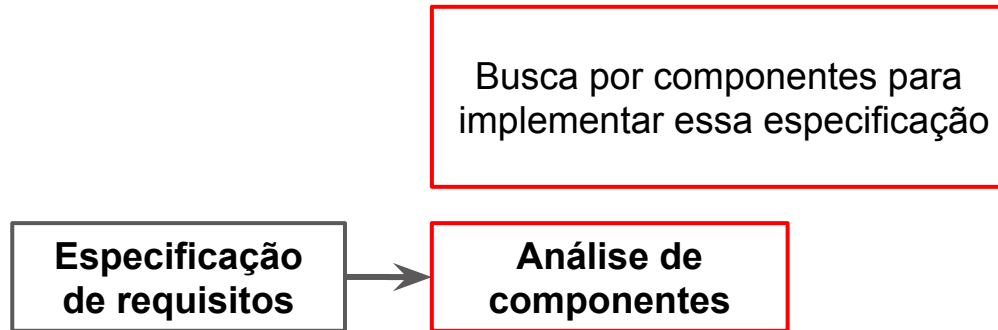 Busca por componentes para
implementar essa especificação
Especificação
de requisitos
Análise de
componentes